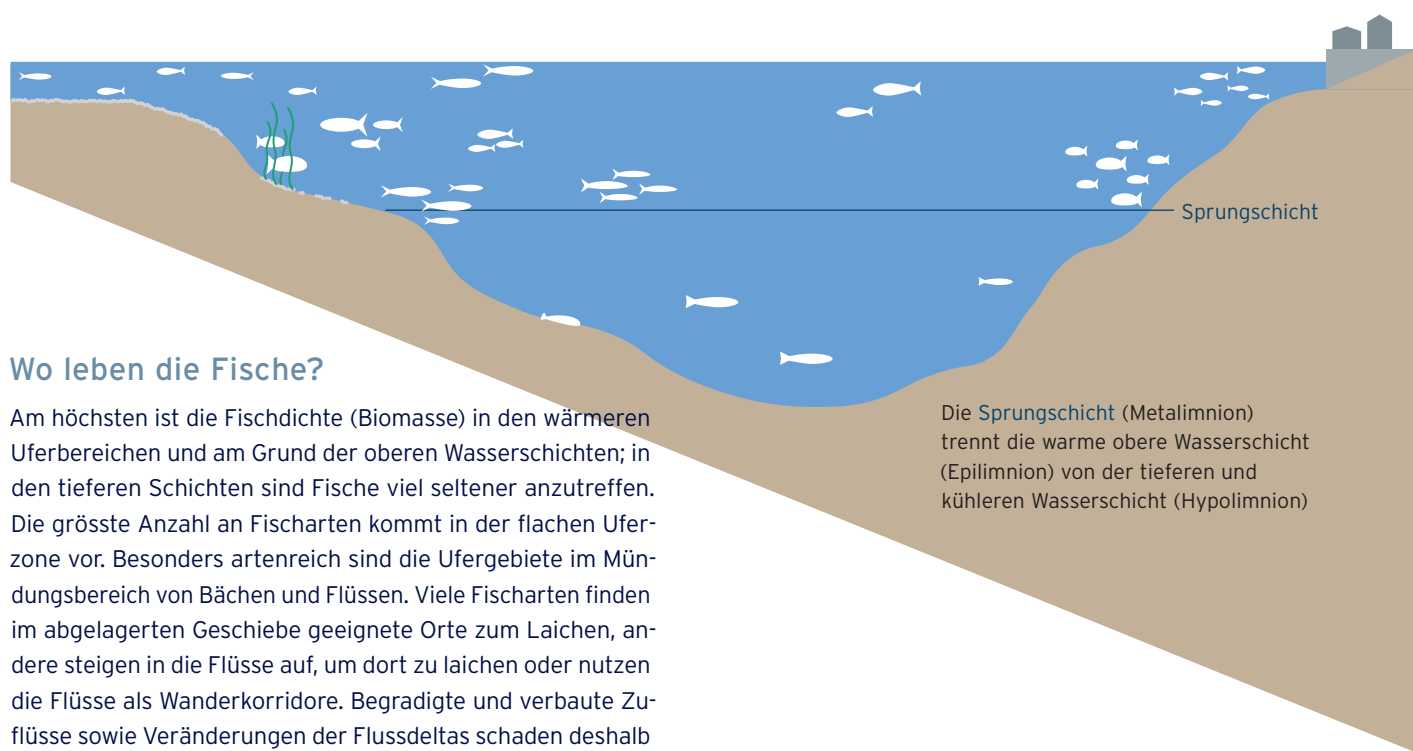 Sprungschicht
Wo leben die Fische?
Am höchsten ist die Fischdichte (Biomasse) in den wärmeren
Uferbereichen und am Grund der oberen Wasserschichten; in
den tieferen Schichten sind Fische viel seltener anzutreffen.
Die grösste Anzahl an Fischarten kommt in der flachen Ufer-
zone vor. Besonders artenreich sind die Ufergebiete im Mün-
dungsbereich von Bächen und Flüssen. Viele Fischarten finden
im abgelagerten Geschiebe geeignete Orte zum Laichen, an-
dere steigen in die Flüsse auf, um dort zu laichen oder nutzen
die Flüsse als Wanderkorridore. Begradigte und verbaute Zu-
flüsse sowie Veränderungen der Flussdeltas schaden deshalb
Die Sprungschicht (Metalimnion)
trennt die warme obere Wasserschicht
(Epilimnion) von der tieferen und
kühleren Wasserschicht (Hypolimnion)